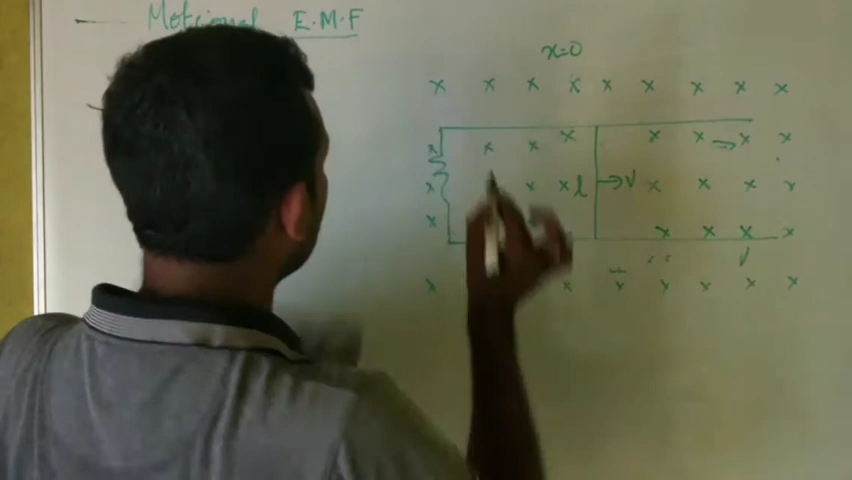 Motional E.M.F
x=0
x x x x x x x x x
x x x x x x x
x x x l → V x x x x
x x x x x
x x x x x x x